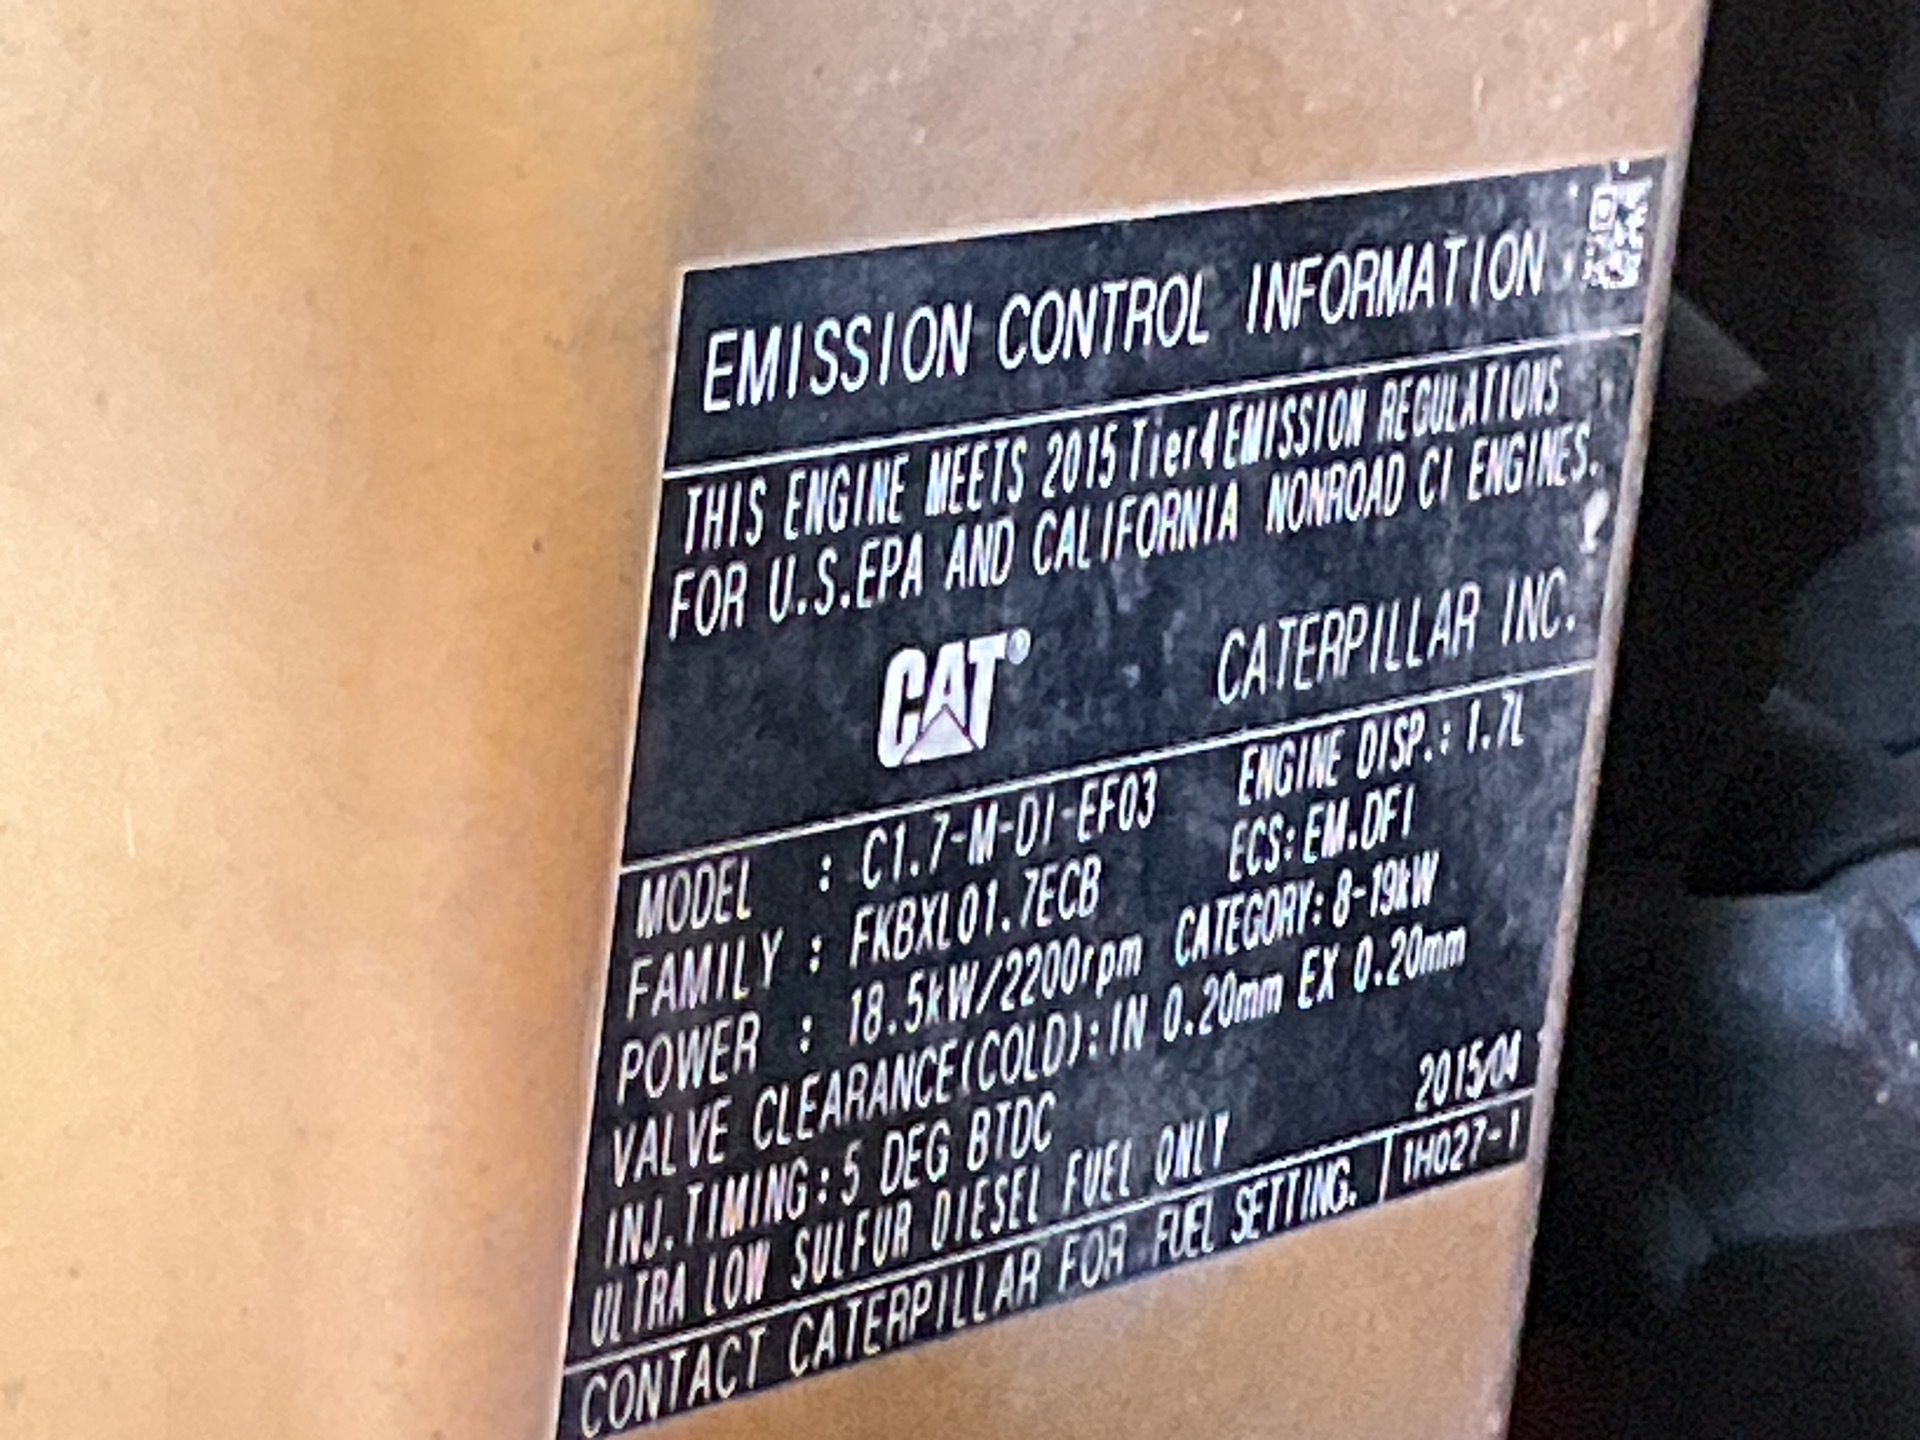 EMISSION CONTROL INFORMATION
THIS ENGINE MEETS 2015 Tier4 EMISSION REGULATIONS
FOR U.S.EPA AND CALIFORNIA NONROAD CI ENGINES.
CAT® CATERPILLAR INC.
MODEL : C1.7-M-DI-EF03 ENGINE DISP.: 1.7L
FAMILY : FKBXL01.7ECB ECS: EM.DFI
POWER : 18.5kW/2200rpm CATEGORY: 8-19kW
VALVE CLEARANCE(COLD):IN 0.20mm EX 0.20mm
INJ.TIMING:5 DEG BTDC 2015/04
ULTRA LOW SULFUR DIESEL FUEL ONLY
CONTACT CATERPILLAR FOR FUEL SETTING. 1H027-1